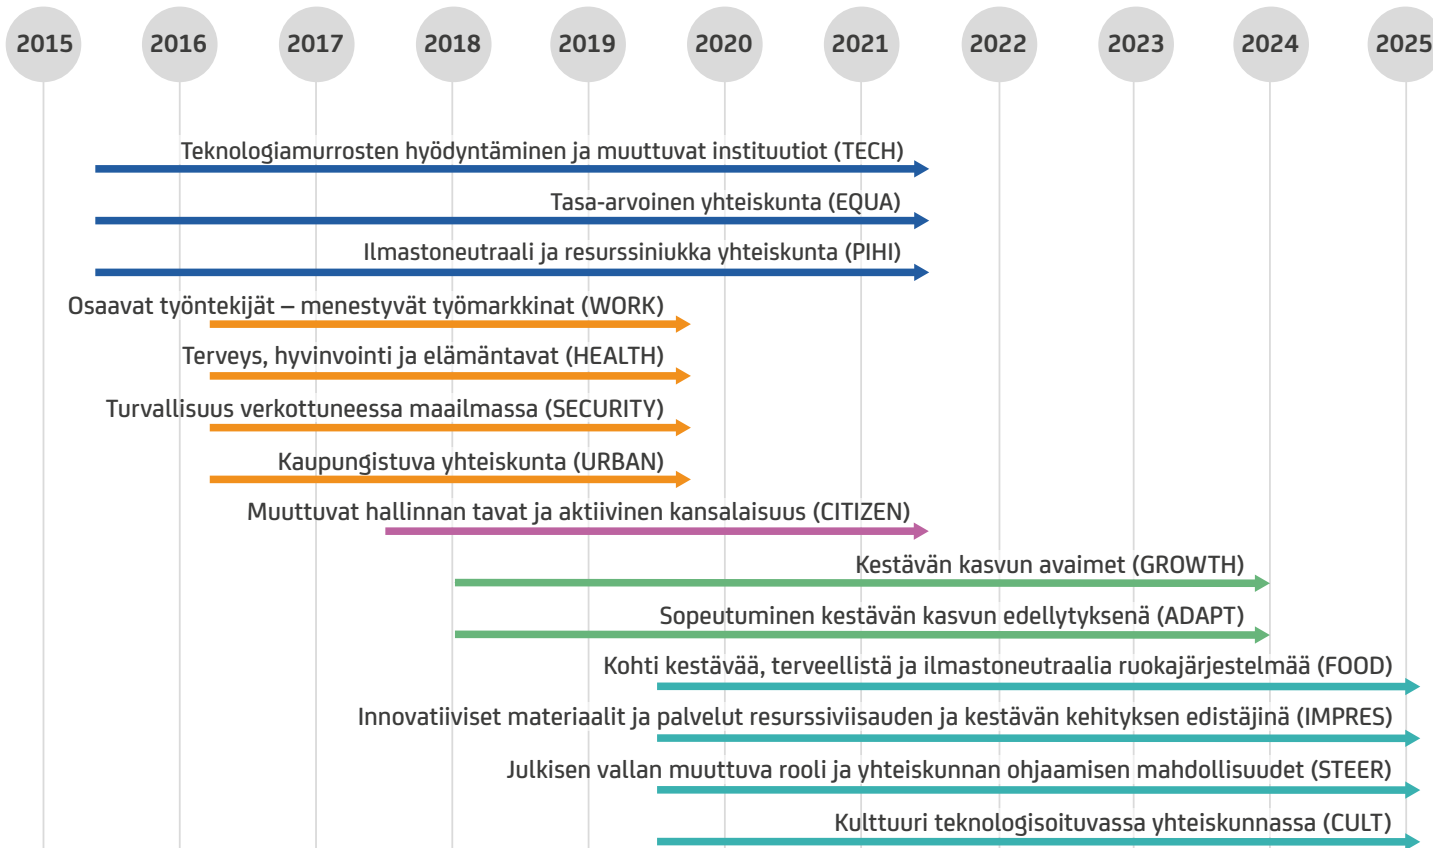 2015 2016 2017 2018 2019 2020 2021 2022 2023 2024 2025
Teknologiamurrosten hyödyntäminen ja muuttuvat instituutiot (TECH)
Tasa-arvoinen yhteiskunta (EQUA)
Ilmastoneutraali ja resurssiniukka yhteiskunta (PIHI)
Osaavat työntekijät – menestyvät työmarkkinat (WORK)
Terveys, hyvinvointi ja elämäntavat (HEALTH)
Turvallisuus verkottuneessa maailmassa (SECURITY)
Kaupungistuva yhteiskunta (URBAN)
Muuttuvat hallinnan tavat ja aktiivinen kansalaisuus (CITIZEN)
Kestävän kasvun avaimet (GROWTH)
Sopeutuminen kestävän kasvun edellytyksenä (ADAPT)
Kohti kestävää, terveellistä ja ilmastoneutraalia ruokajärjestelmää (FOOD)
Innovatiiviset materiaalit ja palvelut resurssiviisauden ja kestävän kehityksen edistäjinä (IMPRES)
Julkisen vallan muuttuva rooli ja yhteiskunnan ohjaamisen mahdollisuudet (STEER)
Kulttuuri teknologisoituvassa yhteiskunnassa (CULT)